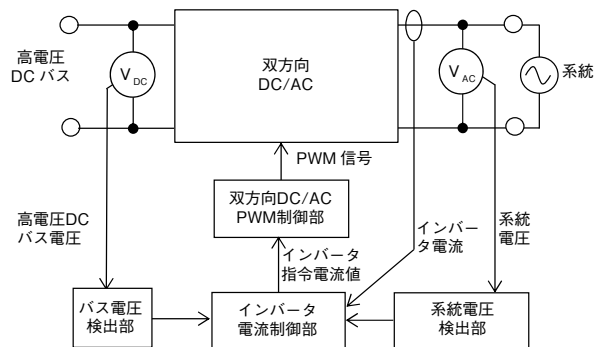 高電圧
DC バス
V DC
双方向
DC/AC
V AC
系統
PWM 信号
双方向DC/AC
PWM制御部
高電圧DC
バス電圧
インバータ
指令電流値
インバー
タ電流
系統
電圧
バス電圧
検出部
インバータ
電流制御部
系統電圧
検出部